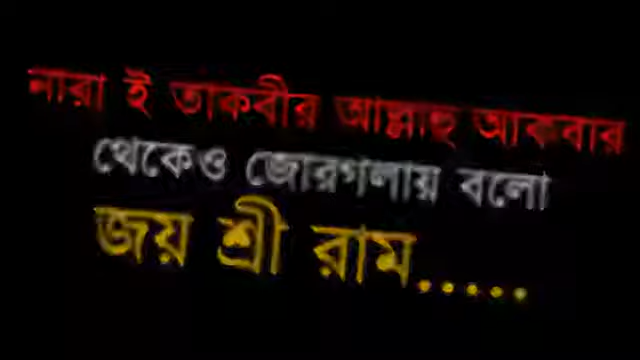 নারা ই তাকবীর আল্লাহু আকবার
থেকেও জোরগলায় বলো
জয় শ্রী রাম.....